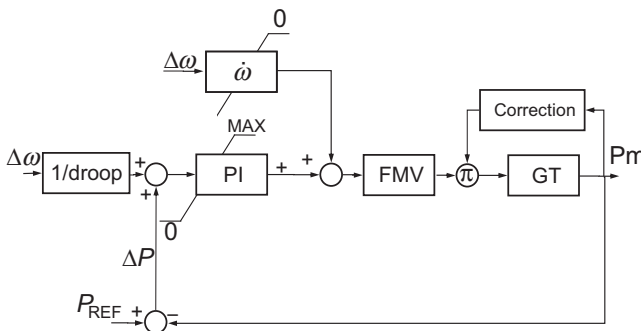 0
Δω
ω̇
Correction
MAX
Pm
Δω
1/droop
+
+
PI
+
+
FMV
π
GT
0
ΔP
P_REF
+
−